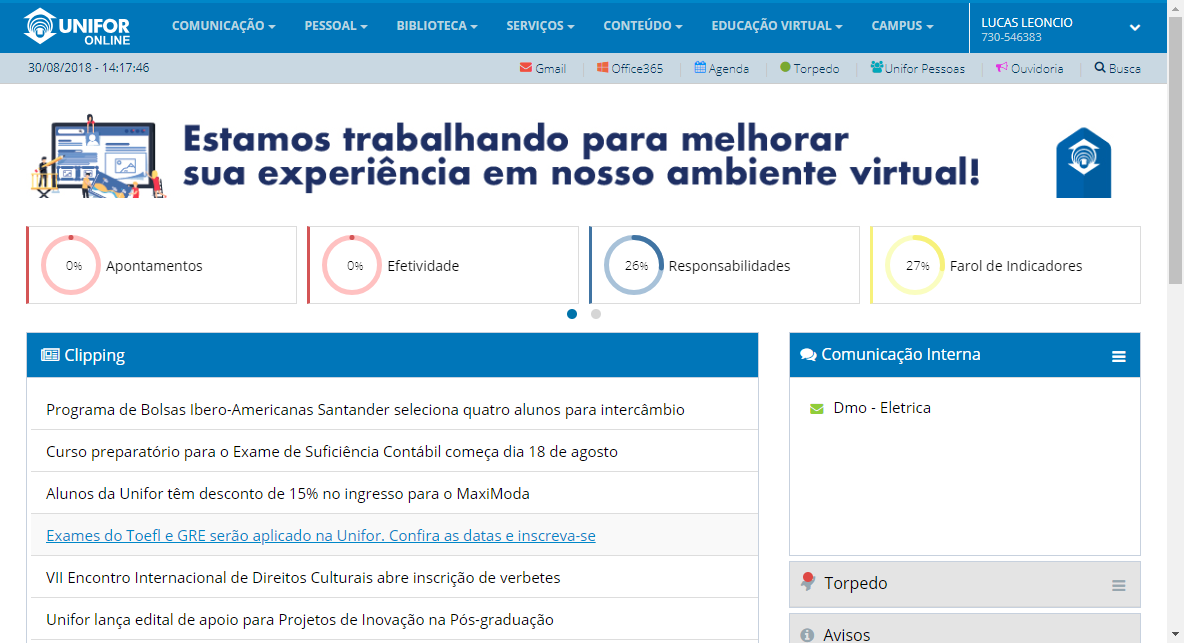 UNIFOR
ONLINE
COMUNICAÇÃO
PESSOAL
BIBLIOTECA
SERVIÇOS
CONTEÚDO
EDUCAÇÃO VIRTUAL
CAMPUS
LUCAS LEONCIO
730-546383
30/08/2018 - 14:17:46
Gmail
Office365
Agenda
Torpedo
Unifor Pessoas
Ouvidoria
Busca
Estamos trabalhando para melhorar
sua experiência em nosso ambiente virtual!
0% Apontamentos
0% Efetividade
26% Responsabilidades
27% Farol de Indicadores
Clipping
Programa de Bolsas Ibero-Americanas Santander seleciona quatro alunos para intercâmbio
Curso preparatório para o Exame de Suficiência Contábil começa dia 18 de agosto
Alunos da Unifor têm desconto de 15% no ingresso para o MaxiModa
Exames do Toefl e GRE serão aplicado na Unifor. Confira as datas e inscreva-se
VII Encontro Internacional de Direitos Culturais abre inscrição de verbetes
Unifor lança edital de apoio para Projetos de Inovação na Pós-graduação
Comunicação Interna
Dmo - Eletrica
Torpedo
Avisos